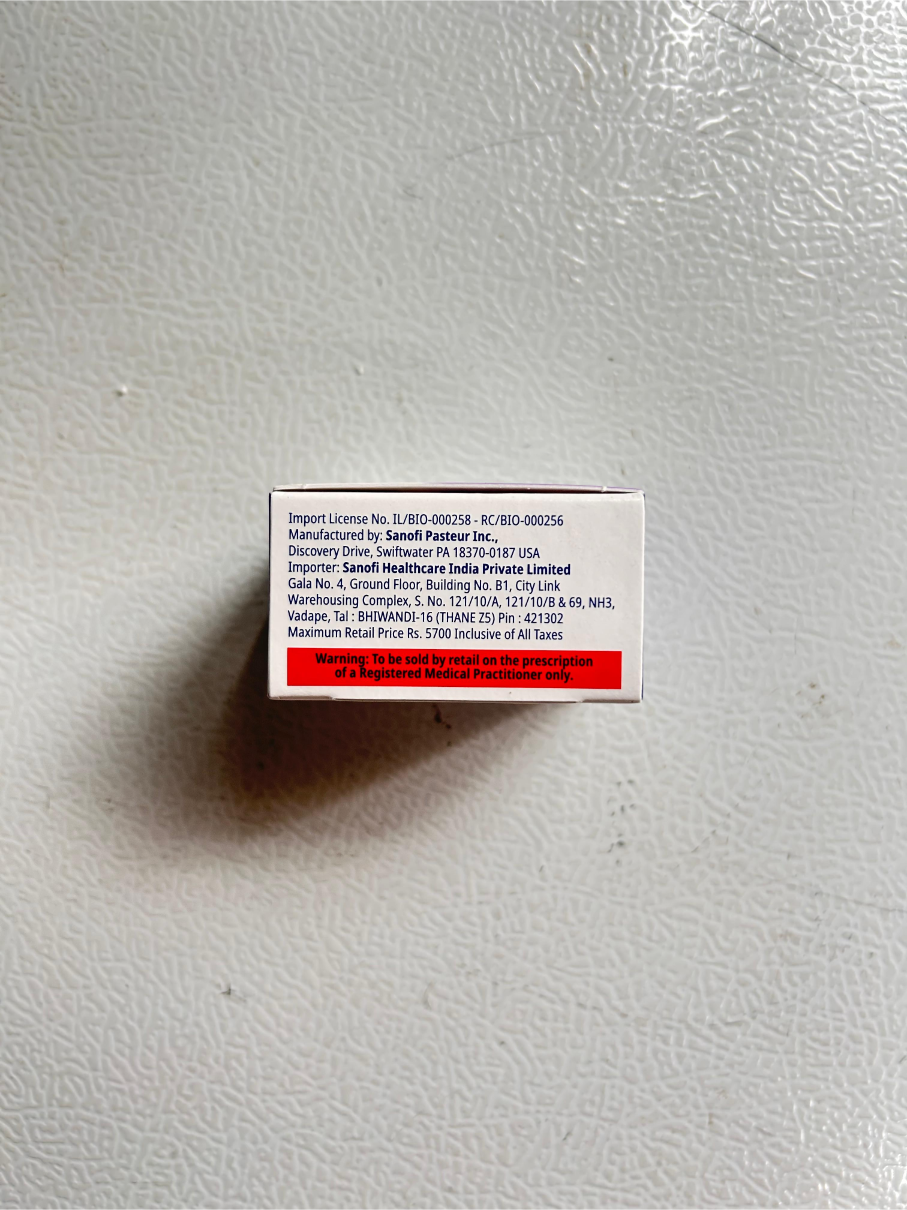 Import License No. IL/BIO-000258 - RC/BIO-000256
Manufactured by: Sanofi Pasteur Inc.,
Discovery Drive, Swiftwater PA 18370-0187 USA
Importer: Sanofi Healthcare India Private Limited
Gala No. 4, Ground Floor, Building No. B1, City Link
Warehousing Complex, S. No. 121/10/A, 121/10/B & 69, NH3,
Vadape, Tal : BHIWANDI-16 (THANE Z5) Pin : 421302
Maximum Retail Price Rs. 5700 Inclusive of All Taxes
Warning: To be sold by retail on the prescription
of a Registered Medical Practitioner only.